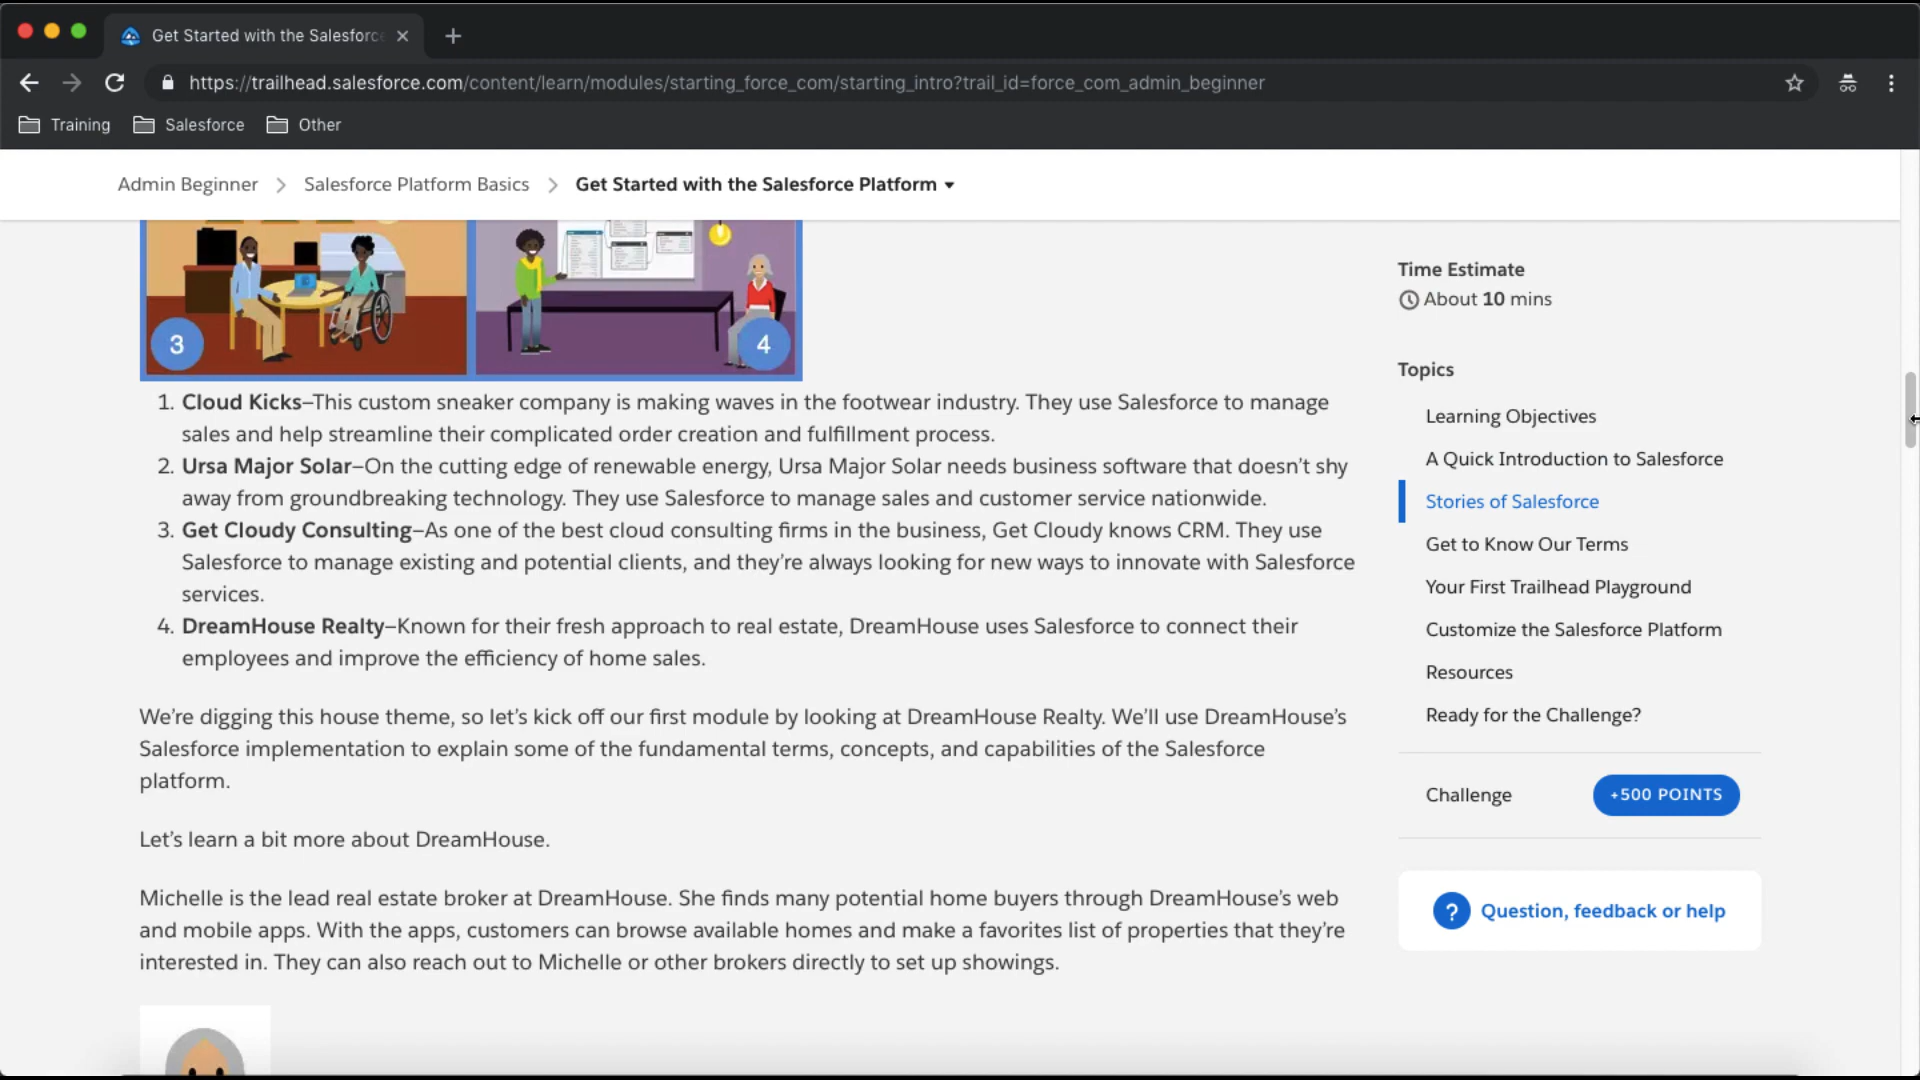 Get Started with the Salesforc
https://trailhead.salesforce.com/content/learn/modules/starting_force_com/starting_intro?trail_id=force_com_admin_beginner
Training
Salesforce
Other
Admin Beginner
Salesforce Platform Basics
Get Started with the Salesforce Platform
3
4
1. Cloud Kicks–This custom sneaker company is making waves in the footwear industry. They use Salesforce to manage
sales and help streamline their complicated order creation and fulfillment process.
2. Ursa Major Solar–On the cutting edge of renewable energy, Ursa Major Solar needs business software that doesn’t shy
away from groundbreaking technology. They use Salesforce to manage sales and customer service nationwide.
3. Get Cloudy Consulting–As one of the best cloud consulting firms in the business, Get Cloudy knows CRM. They use
Salesforce to manage existing and potential clients, and they’re always looking for new ways to innovate with Salesforce
services.
4. DreamHouse Realty–Known for their fresh approach to real estate, DreamHouse uses Salesforce to connect their
employees and improve the efficiency of home sales.
We’re digging this house theme, so let’s kick off our first module by looking at DreamHouse Realty. We’ll use DreamHouse’s
Salesforce implementation to explain some of the fundamental terms, concepts, and capabilities of the Salesforce
platform.
Let’s learn a bit more about DreamHouse.
Michelle is the lead real estate broker at DreamHouse. She finds many potential home buyers through DreamHouse’s web
and mobile apps. With the apps, customers can browse available homes and make a favorites list of properties that they’re
interested in. They can also reach out to Michelle or other brokers directly to set up showings.
Time Estimate
About 10 mins
Topics
Learning Objectives
A Quick Introduction to Salesforce
Stories of Salesforce
Get to Know Our Terms
Your First Trailhead Playground
Customize the Salesforce Platform
Resources
Ready for the Challenge?
Challenge
+500 POINTS
? Question, feedback or help